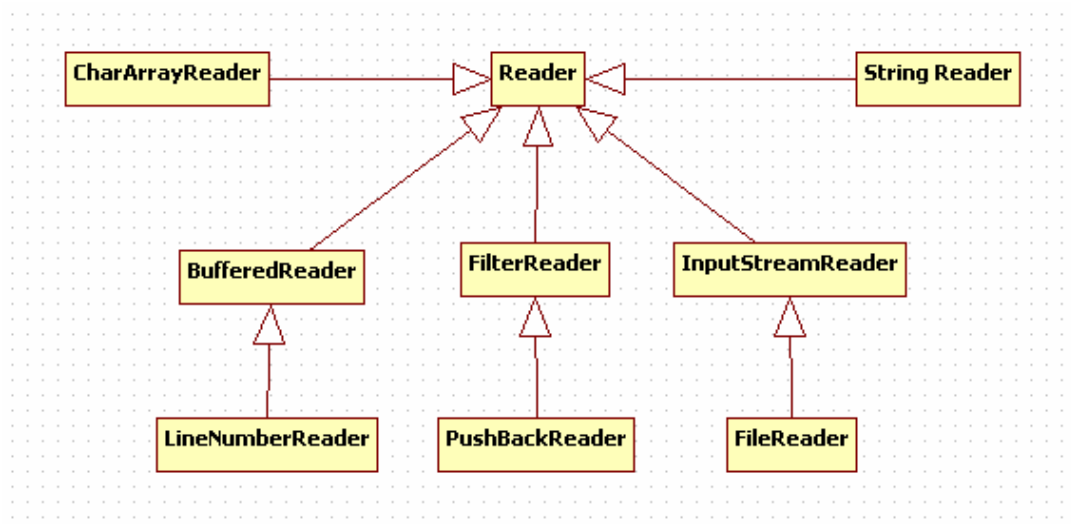 CharArrayReader
Reader
String Reader
BufferedReader
FilterReader
InputStreamReader
LineNumberReader
PushBackReader
FileReader